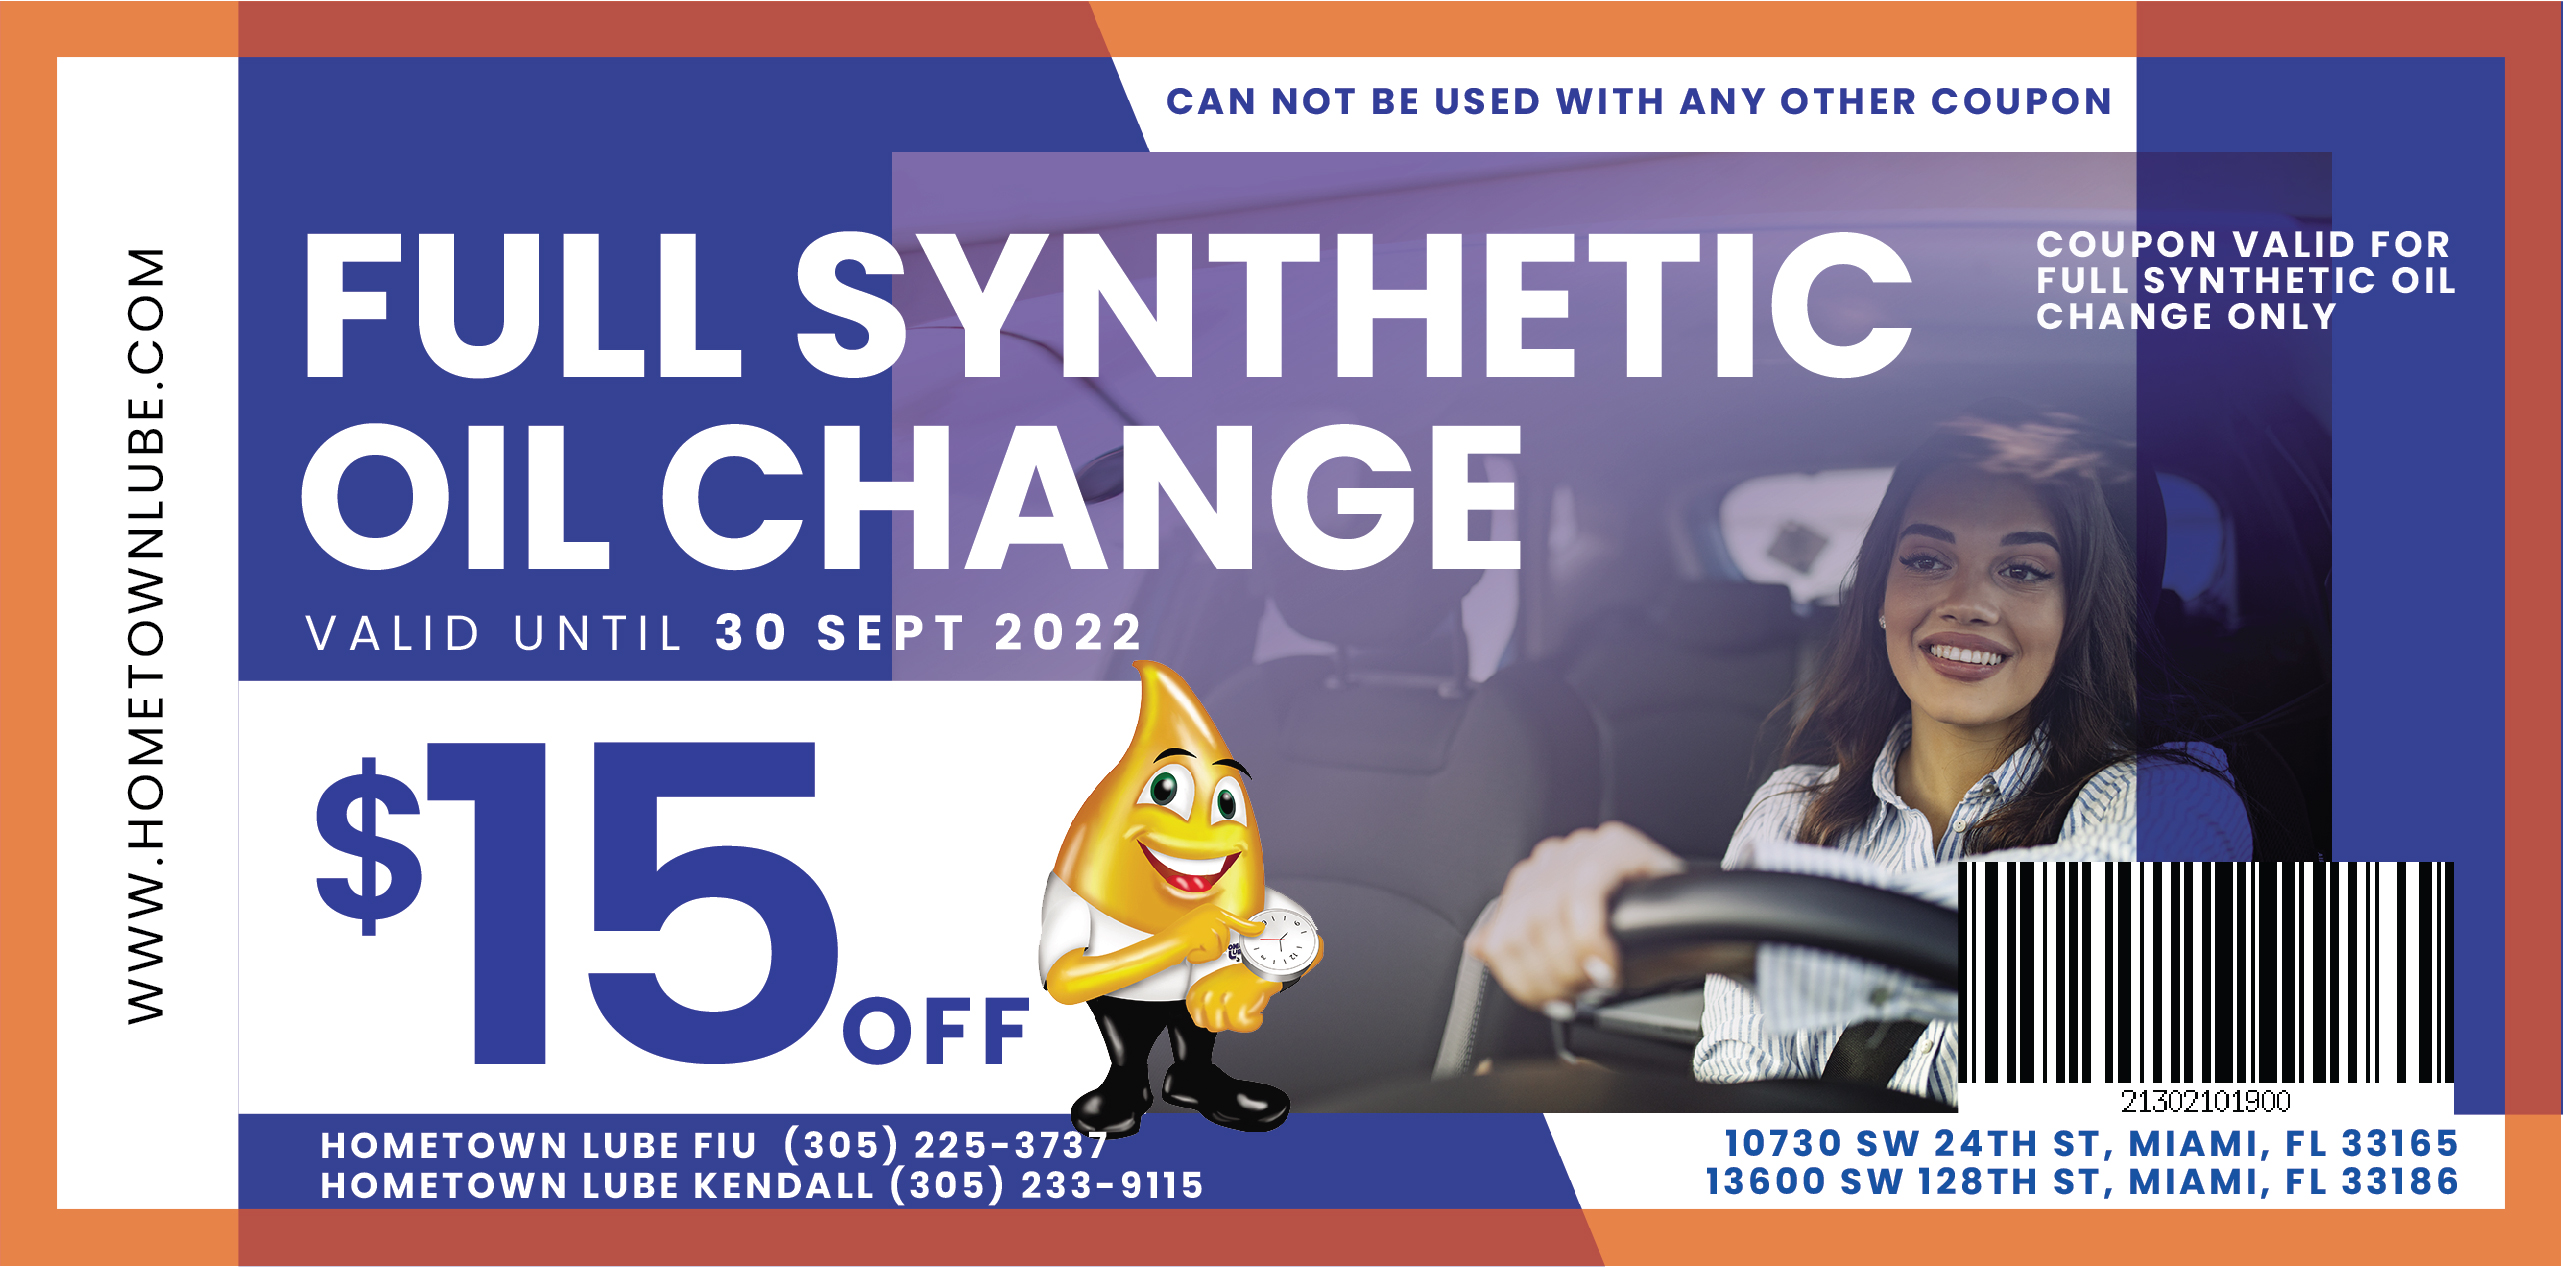 CAN NOT BE USED WITH ANY OTHER COUPON
WWW.HOMETOWNLUBE.COM
FULL SYNTHETIC
OIL CHANGE
COUPON VALID FOR
FULL SYNTHETIC OIL
CHANGE ONLY
VALID UNTIL 30 SEPT 2022
$15 OFF
21302101900
HOMETOWN LUBE FIU (305) 225-3737
HOMETOWN LUBE KENDALL (305) 233-9115
10730 SW 24TH ST, MIAMI, FL 33165
13600 SW 128TH ST, MIAMI, FL 33186